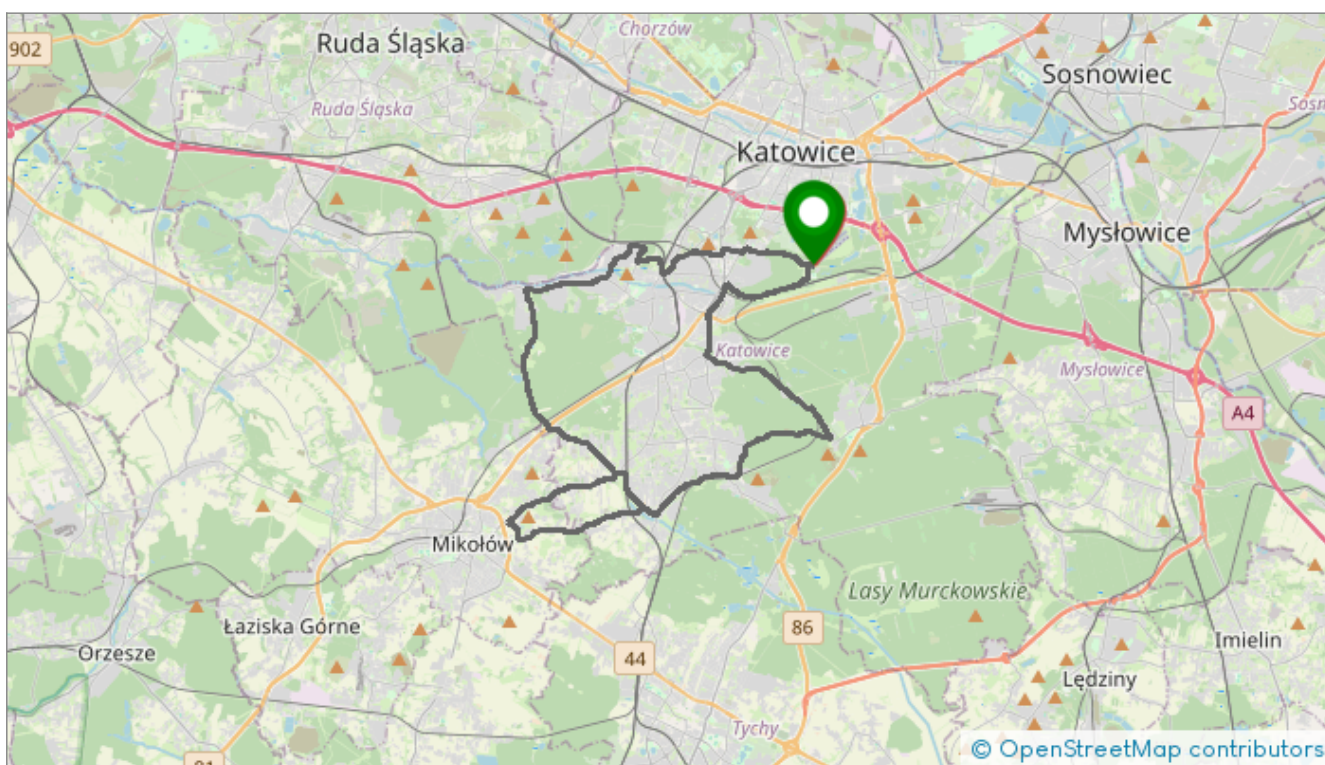 902
Ruda Śląska
Chorzów
Sosnowiec
Ruda Śląska
Katowice
Mysłowice
Katowice
Mysłowice
A4
Mikołów
Lasy Murckowskie
Łaziska Górne
86
Imielin
Orzesze
44
Lędziny
Tychy
© OpenStreetMap contributors